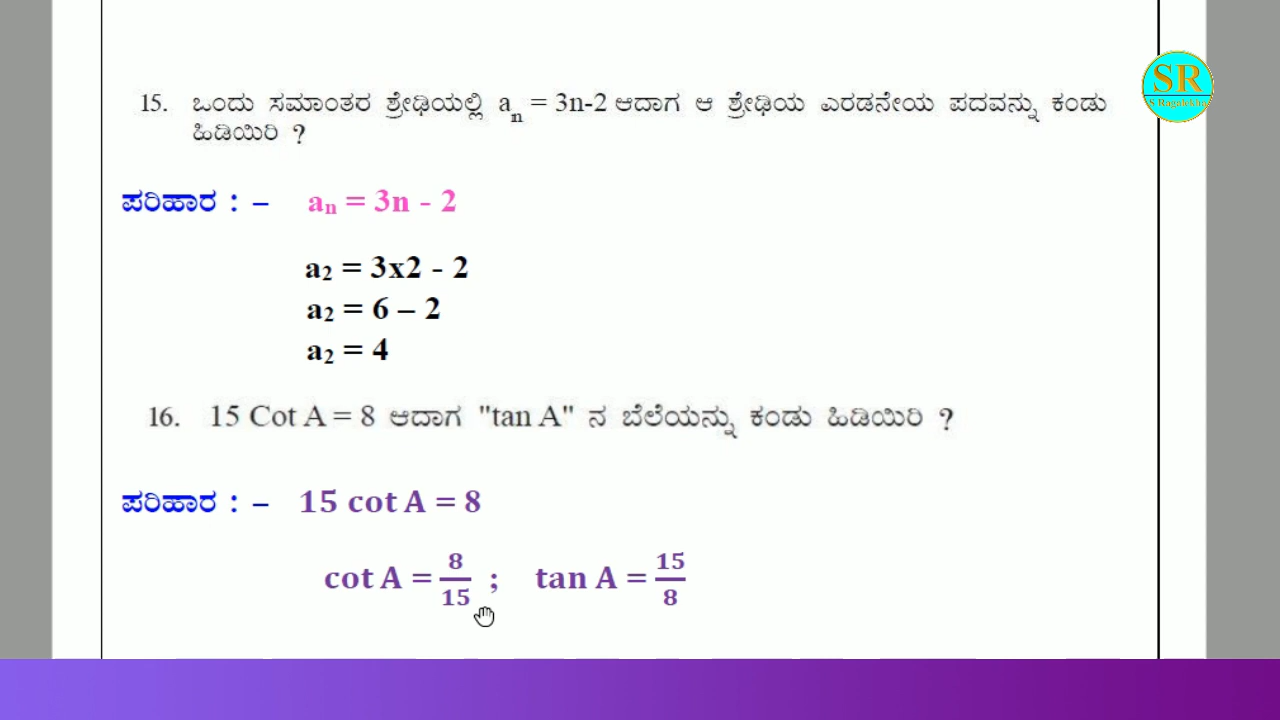 SR
S Ragalekha
15. ಒಂದು ಸಮಾಂತರ ಶ್ರೇಢಿಯಲ್ಲಿ aₙ = 3n-2 ಆದಾಗ ಆ ಶ್ರೇಢಿಯ ಎರಡನೇಯ ಪದವನ್ನು ಕಂಡು
ಹಿಡಿಯಿರಿ ?
ಪರಿಹಾರ : – aₙ = 3n - 2
a₂ = 3x2 - 2
a₂ = 6 – 2
a₂ = 4
16. 15 Cot A = 8 ಆದಾಗ "tan A" ನ ಬೆಲೆಯನ್ನು ಕಂಡು ಹಿಡಿಯಿರಿ ?
ಪರಿಹಾರ : – 15 cot A = 8
cot A = 8/15 ; tan A = 15/8